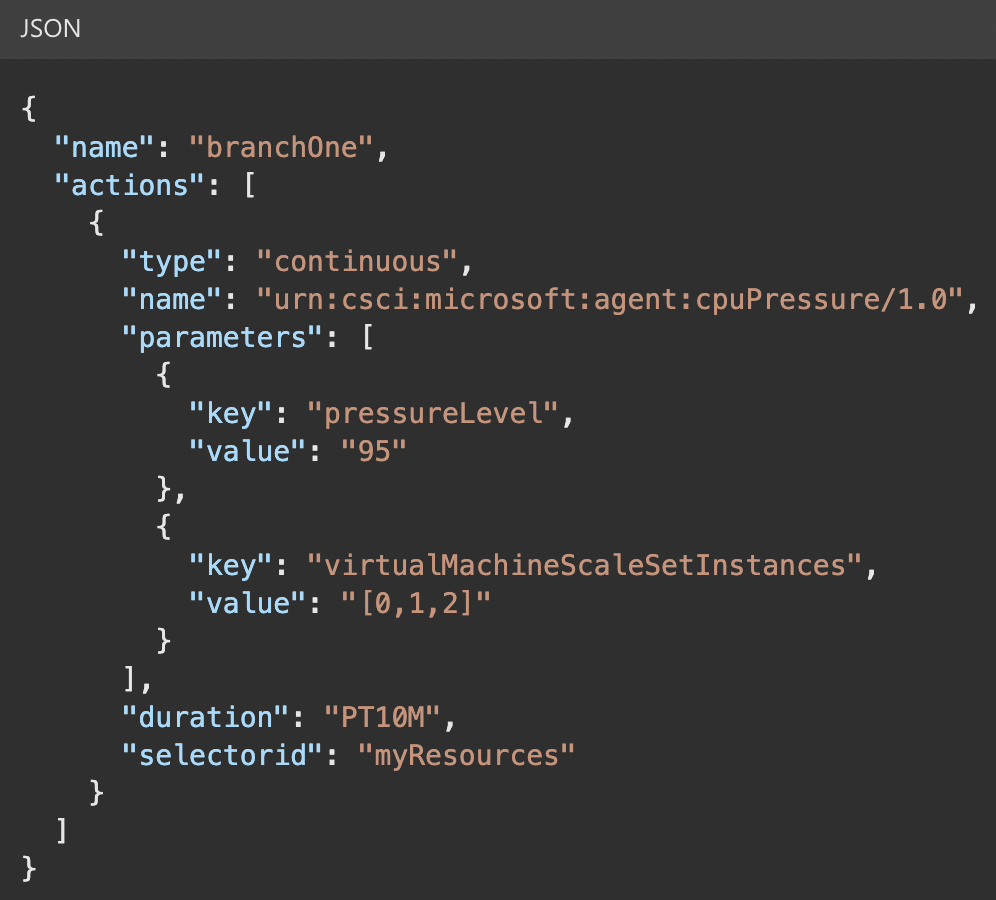 JSON
{
  "name": "branchOne",
  "actions": [
    {
      "type": "continuous",
      "name": "urn:csci:microsoft:agent:cpuPressure/1.0",
      "parameters": [
        {
          "key": "pressureLevel",
          "value": "95"
        },
        {
          "key": "virtualMachineScaleSetInstances",
          "value": "[0,1,2]"
        }
      ],
      "duration": "PT10M",
      "selectorid": "myResources"
    }
  ]
}